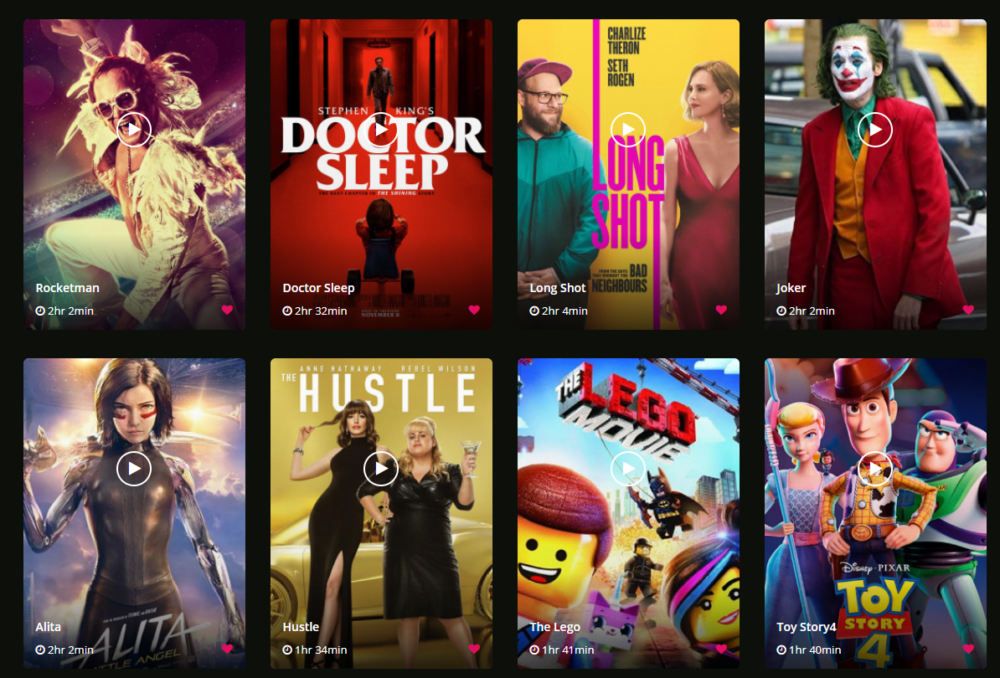 Rocketman
2hr 2min
STEPHEN KING'S
DOCTOR
SLEEP
THE NEXT CHAPTER IN THE SHINING STORY
NOVEMBER 8
Doctor Sleep
2hr 32min
CHARLIZE
THERON
SETH
ROGEN
LONG
SHOT
FROM THE GUYS
THAT BROUGHT YOU BAD
NEIGHBOURS
Long Shot
2hr 4min
Joker
2hr 2min
ALITA
BATTLE ANGEL
Alita
2hr 2min
ANNE HATHAWAY REBEL WILSON
THE HUSTLE
Hustle
1hr 34min
THE LEGO
MOVIE
The Lego
1hr 41min
DISNEY · PIXAR
TOY
STORY
4
Toy Story4
1hr 40min